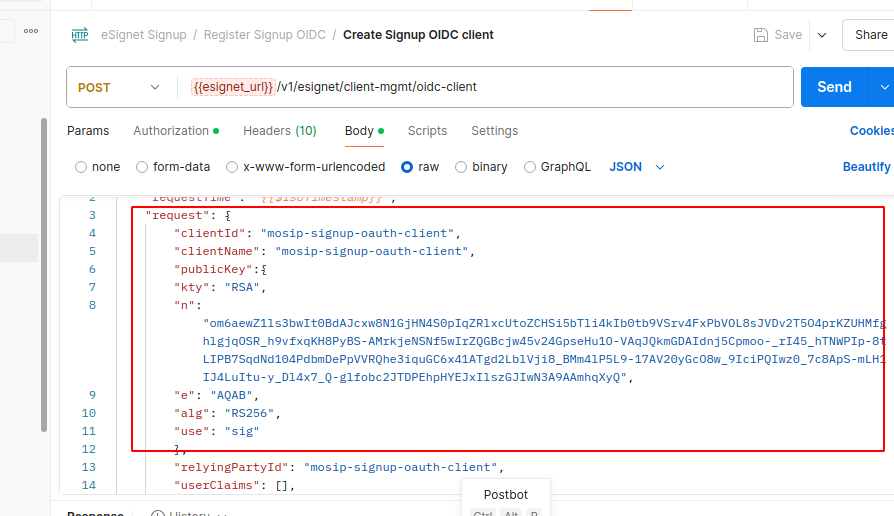 HTTP eSignet Signup / Register Signup OIDC / Create Signup OIDC client Save Share
POST {{esignet_url}}/v1/esignet/client-mgmt/oidc-client Send
Params Authorization Headers (10) Body Scripts Settings Cookies
none form-data x-www-form-urlencoded raw binary GraphQL JSON Beautify
2 "requestTime": "{{$isoTimestamp}}",
3 "request": {
4 "clientId": "mosip-signup-oauth-client",
5 "clientName": "mosip-signup-oauth-client",
6 "publicKey":{
7 "kty": "RSA",
8 "n":
"om6aewZ1ls3bwIt0BdAJcxw8N1GjHN4S0pIqZRlxcUtoZCHSi5bTli4kIb0tb9VSrv4FxPbVOL8sJVDv2T5O4prKZUHMfg
hlgjqOSR_h9vfxqKH8PyBS-AMrkjeNSNf5wIrZQGBcjw45v24GpseHu1O-VAqJQkmGDAIdnj5Cpmoo-_rI45_hTNWPIp-8f
LIPB7SqdNd104PdbmDePpVVRQhe3iquGC6x41ATgd2LblVji8_BMm4lP5L9-17AV20yGcO8w_9IciPQIwz0_7c8ApS-mLH1
IJ4LuItu-y_Dl4x7_Q-glfobc2JTDPEhpHYEJxIlszGJIwN3A9AAmhqXyQ",
9 "e": "AQAB",
10 "alg": "RS256",
11 "use": "sig"
12 },
13 "relyingPartyId": "mosip-signup-oauth-client",
14 "userClaims": [],
Postbot
Ctrl Alt P
Response History